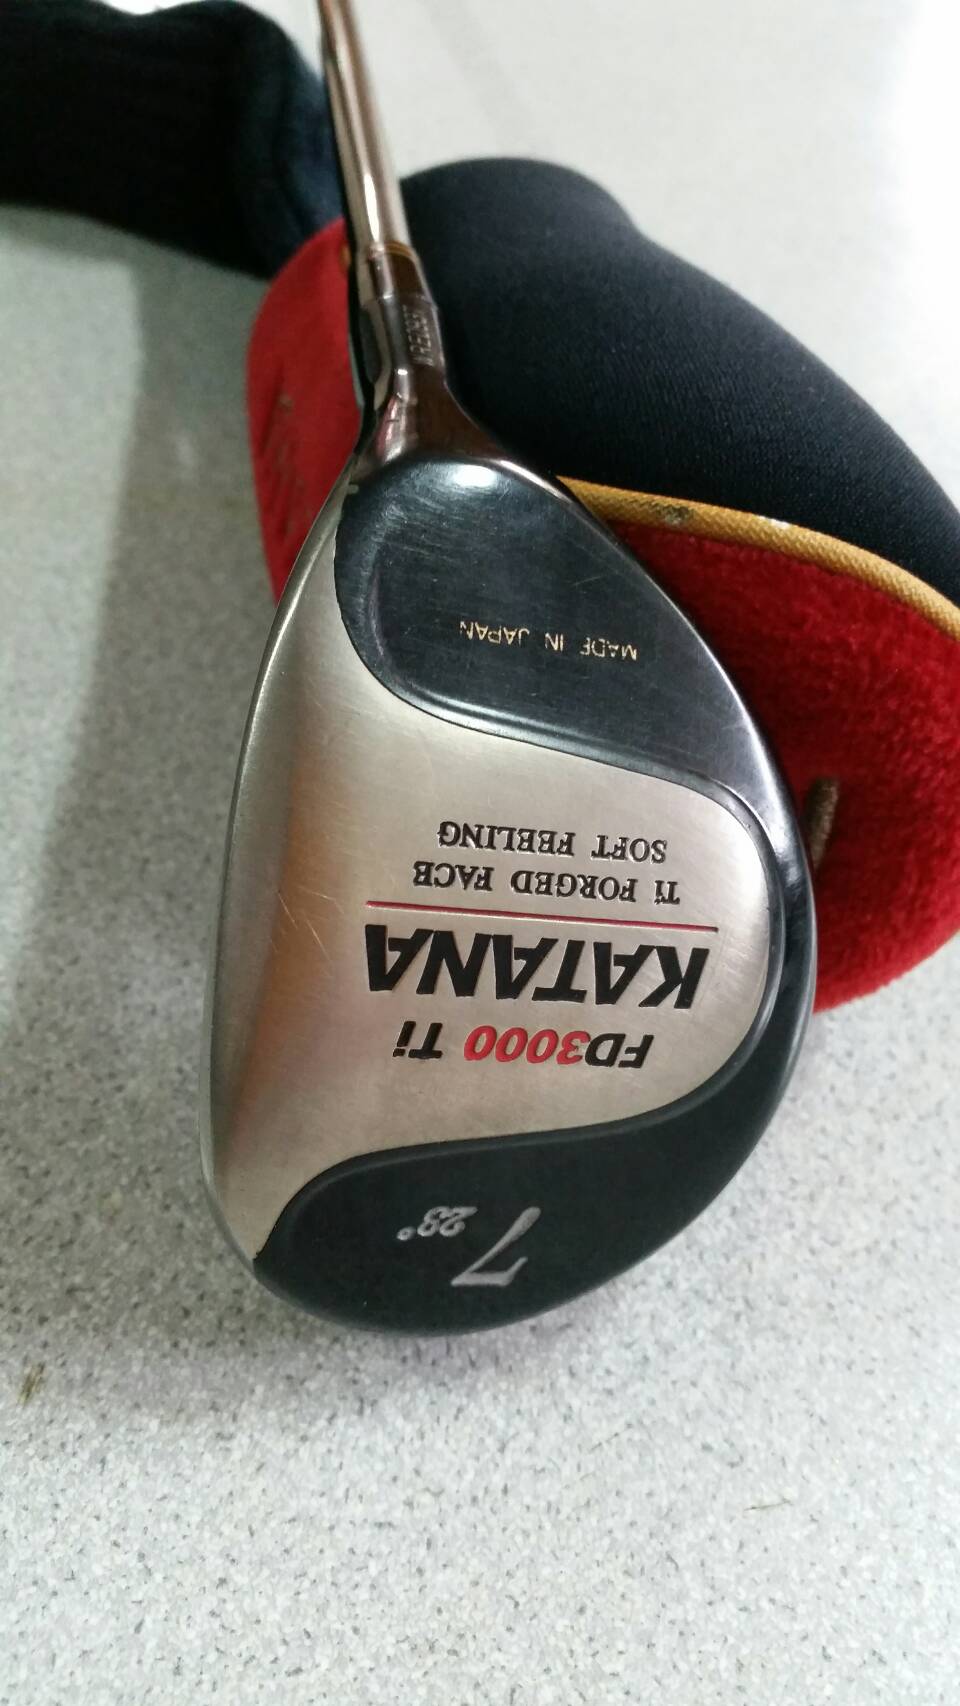 7 23°
FD3000 Ti
KATANA
Ti FORGED FACE
SOFT FEELING
MADE IN JAPAN